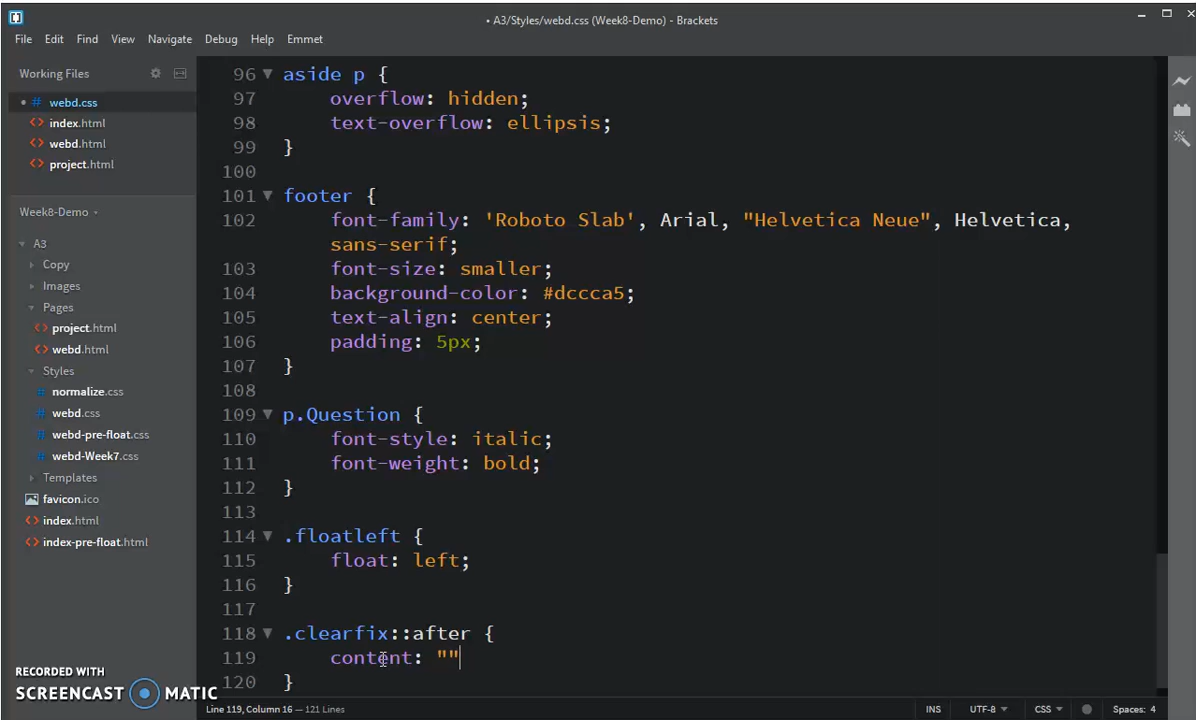 • A3/Styles/webd.css (Week8-Demo) - Brackets
File Edit Find View Navigate Debug Help Emmet
Working Files
• # webd.css
<> index.html
<> webd.html
<> project.html
Week8-Demo
A3
Copy
Images
Pages
<> project.html
<> webd.html
Styles
# normalize.css
# webd.css
# webd-pre-float.css
# webd-Week7.css
Templates
favicon.ico
<> index.html
<> index-pre-float.html
96 aside p {
97 overflow: hidden;
98 text-overflow: ellipsis;
99 }
100
101 footer {
102 font-family: 'Roboto Slab', Arial, "Helvetica Neue", Helvetica,
sans-serif;
103 font-size: smaller;
104 background-color: #dccca5;
105 text-align: center;
106 padding: 5px;
107 }
108
109 p.Question {
110 font-style: italic;
111 font-weight: bold;
112 }
113
114 .floatleft {
115 float: left;
116 }
117
118 .clearfix::after {
119 content: ""
120 }
RECORDED WITH
SCREENCAST MATIC
Line 119, Column 16 — 121 Lines
INS UTF-8 CSS Spaces: 4